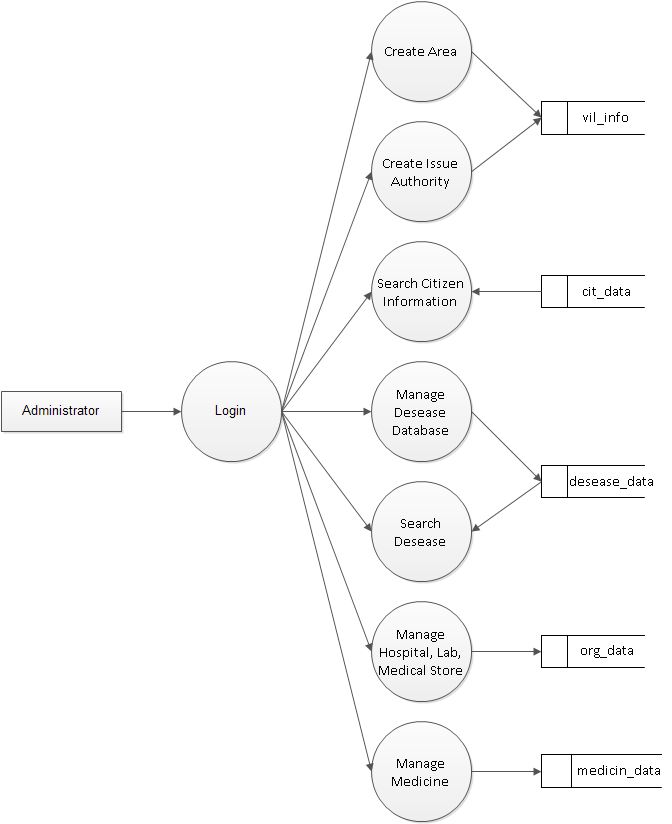 Create Area
vil_info
Create Issue
Authority
Search Citizen
Information
cit_data
Administrator
Login
Manage
Desease
Database
desease_data
Search
Desease
Manage
Hospital, Lab,
Medical Store
org_data
Manage
Medicine
medicin_data